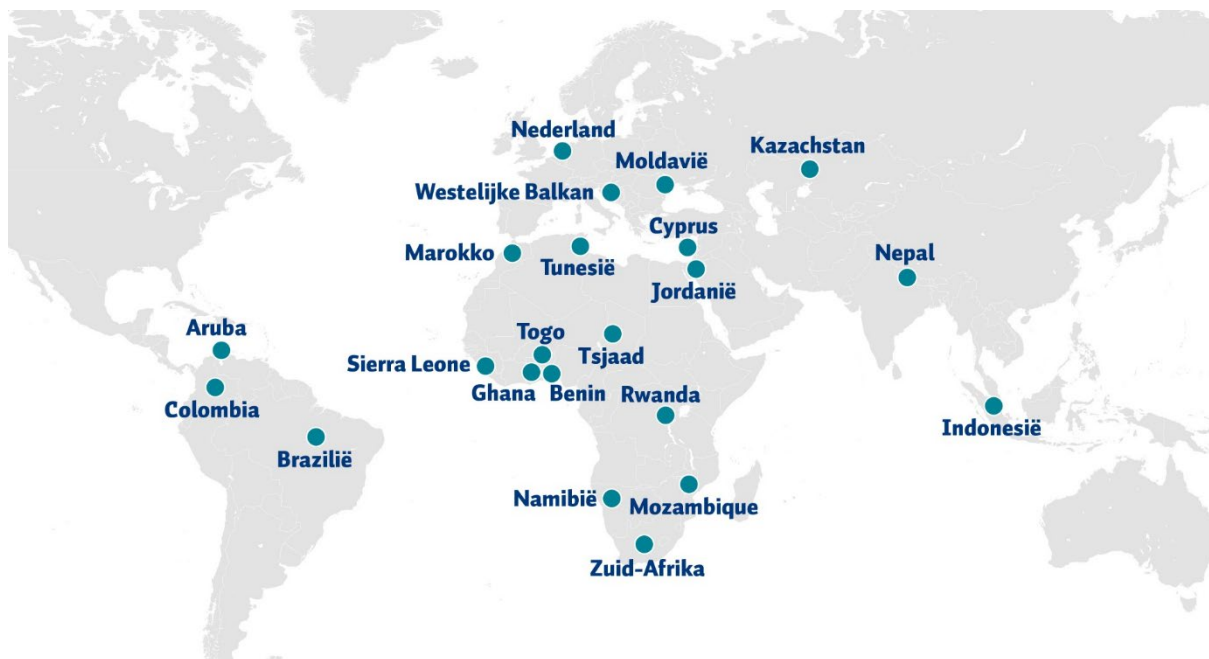 Nederland
Kazachstan
Moldavië
Westelijke Balkan
Cyprus
Marokko
Tunesië
Nepal
Jordanië
Aruba
Togo
Tsjaad
Sierra Leone
Ghana
Benin
Rwanda
Colombia
Indonesië
Brazilië
Namibië
Mozambique
Zuid-Afrika